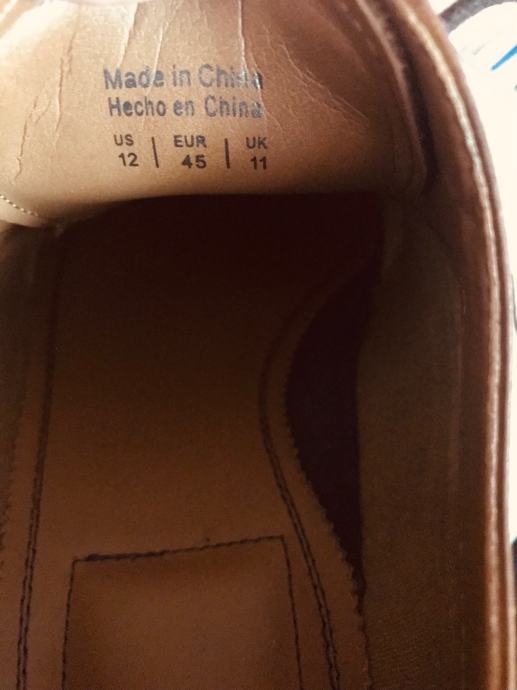 Made in China
Hecho en China
US | EUR | UK
12 | 45 | 11